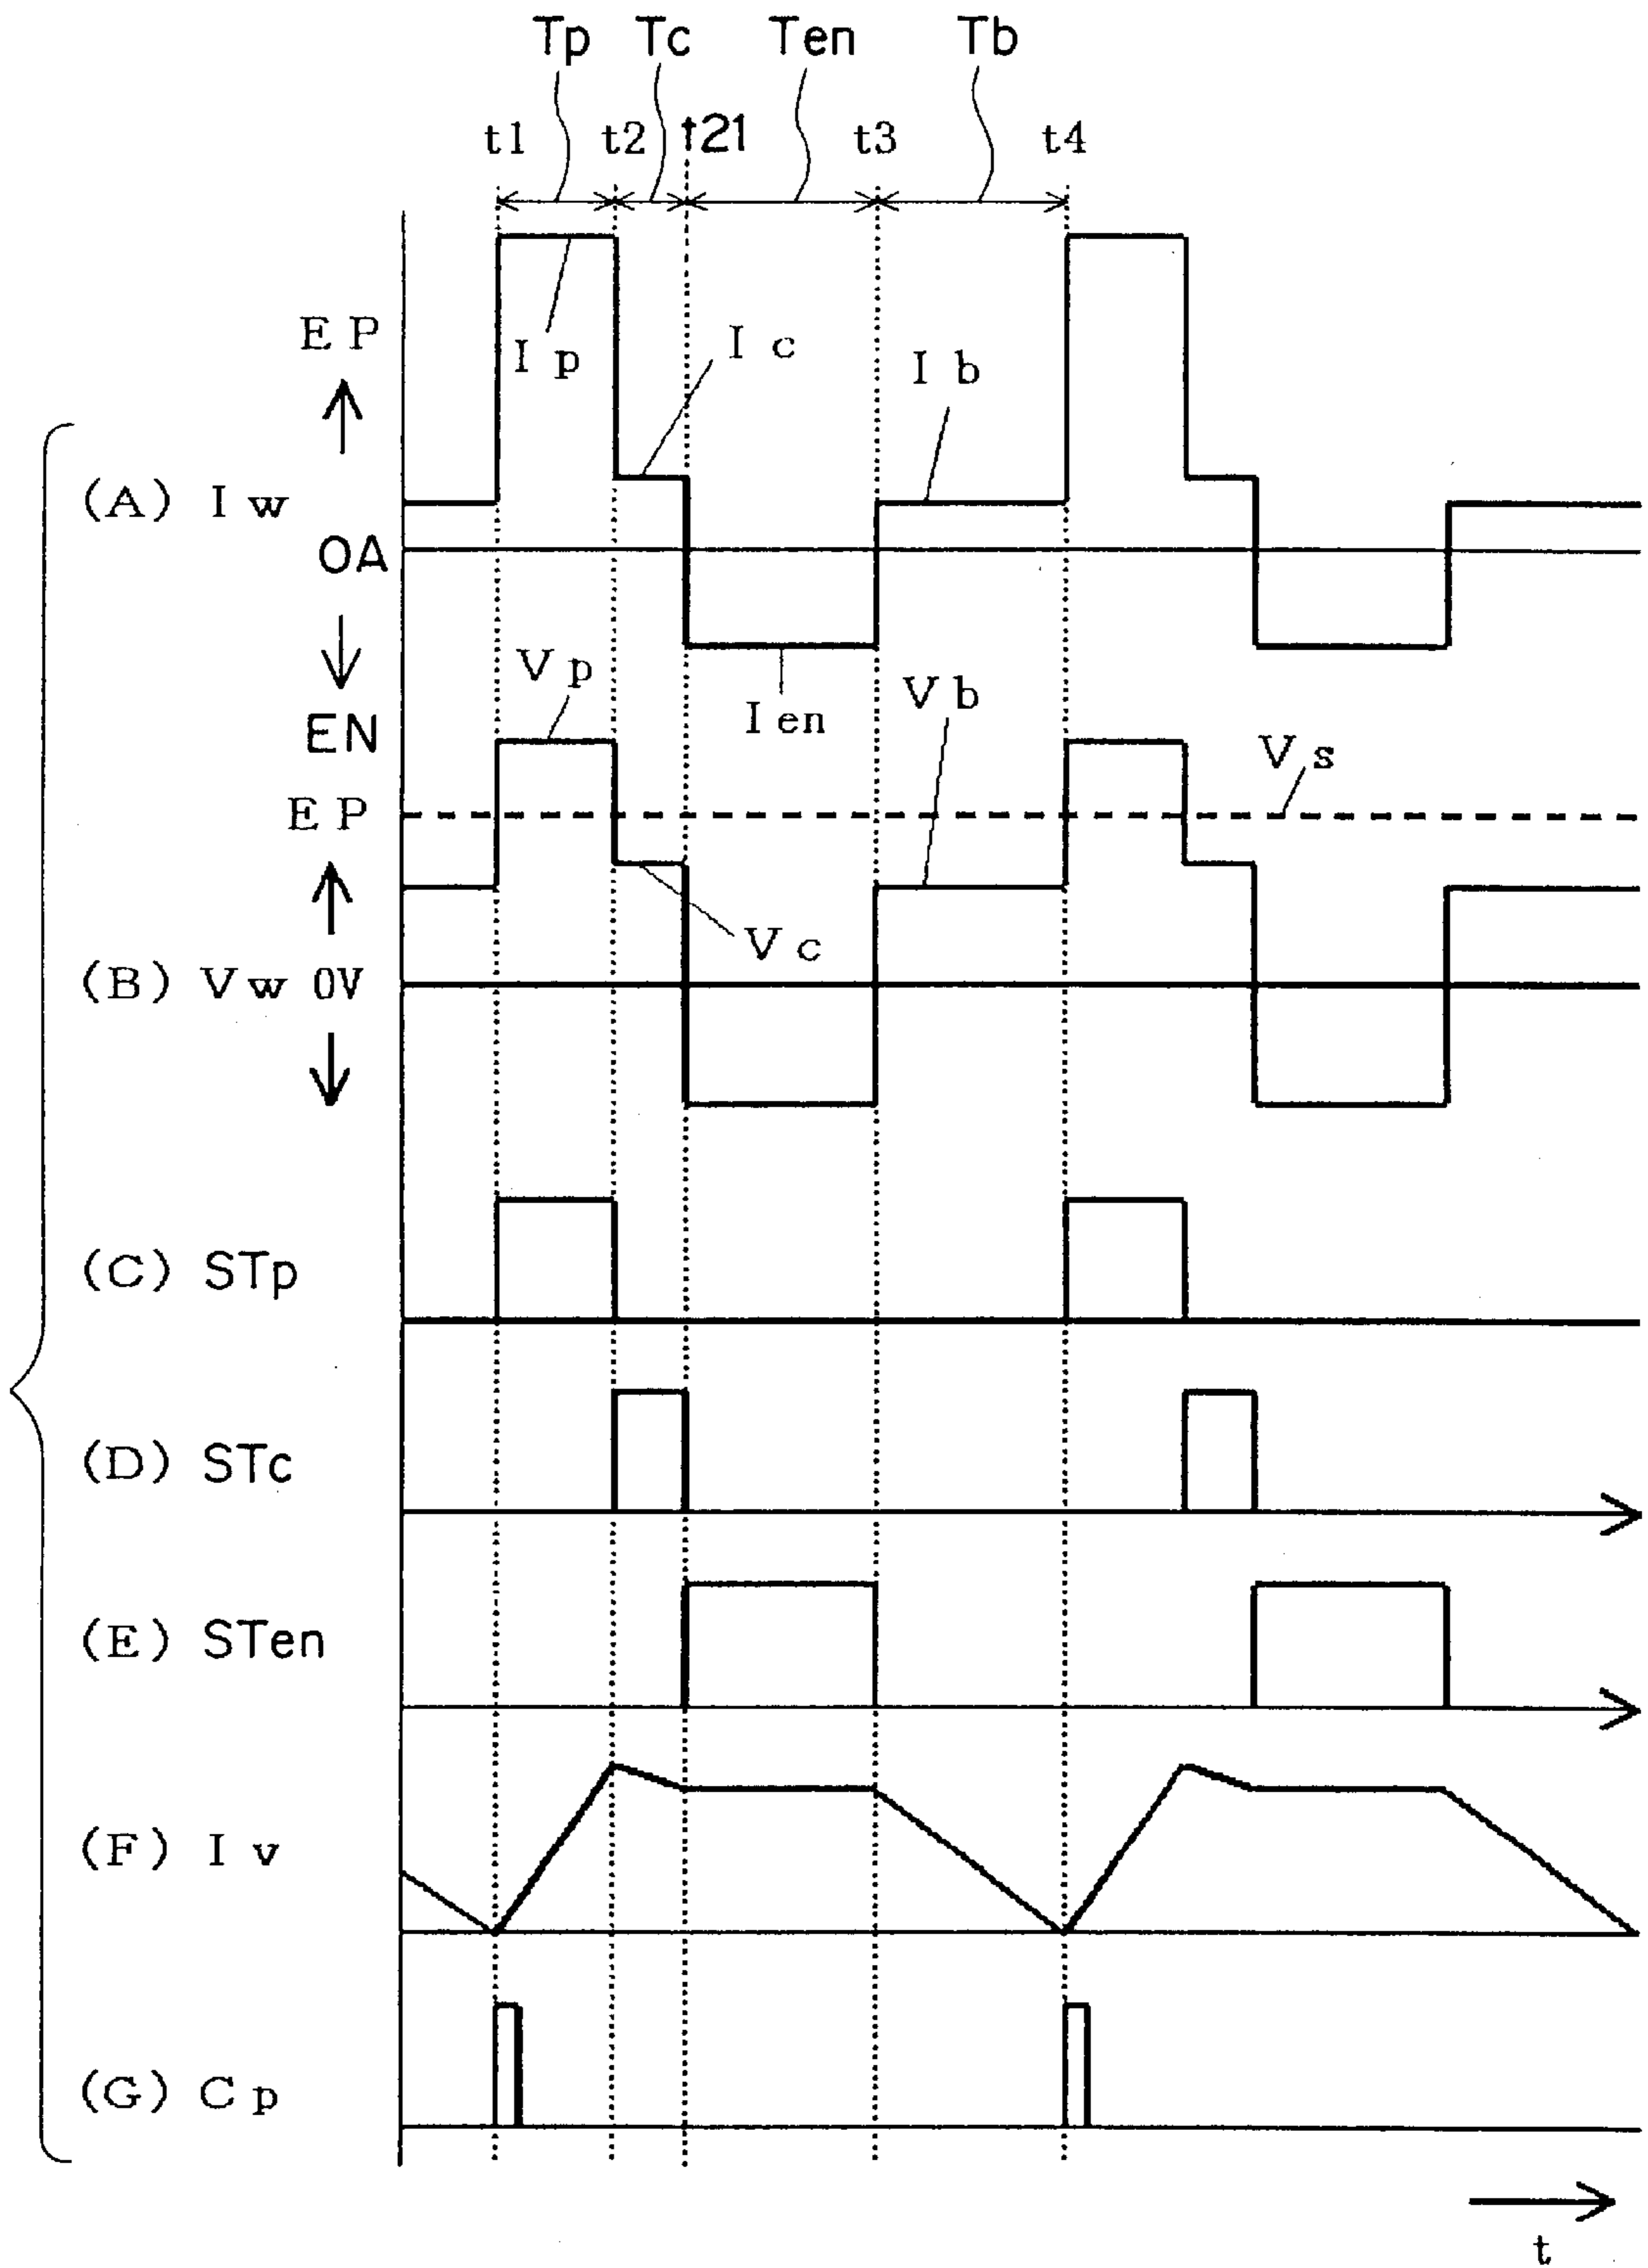 Tp Tc Ten Tb
t1 t2 t21 t3 t4
EP
Ip Ic Ib
(A) Iw
0A
Vp Ien Vb
EN
Vs
EP
Vc
(B) Vw 0V
(C) STp
(D) STc
(E) STen
(F) Iv
(G) Cp
t